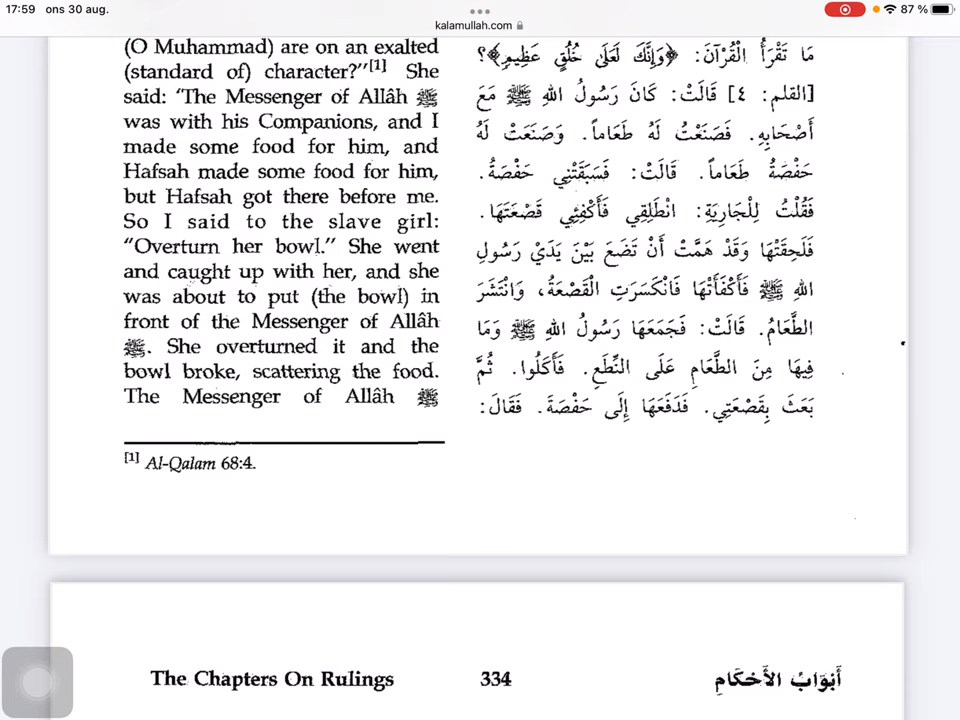 17:59 ons 30 aug.
87 %
kalamullah.com
(O Muhammad) are on an exalted
(standard of) character?"[1] She
said: 'The Messenger of Allâh ﷺ
was with his Companions, and I
made some food for him, and
Hafsah made some food for him,
but Hafsah got there before me.
So I said to the slave girl:
"Overturn her bowl." She went
and caught up with her, and she
was about to put (the bowl) in
front of the Messenger of Allâh
ﷺ. She overturned it and the
bowl broke, scattering the food.
The Messenger of Allâh ﷺ
مَا تَقْرَأُ الْقُرْآنَ: ﴿وَإِنَّكَ لَعَلَىٰ خُلُقٍ عَظِيمٍ﴾؟
[القلم: ٤] قَالَتْ: كَانَ رَسُولُ اللهِ ﷺ مَعَ
أَصْحَابِهِ. فَصَنَعْتُ لَهُ طَعَاماً. وَصَنَعَتْ لَهُ
حَفْصَةُ طَعَاماً. قَالَتْ: فَسَبَقَتْنِي حَفْصَةُ.
فَقُلْتُ لِلْجَارِيَةِ: انْطَلِقِي فَأَكْفِئِي قَصْعَتَهَا.
فَلَحِقَتْهَا وَقَدْ هَمَّتْ أَنْ تَضَعَ بَيْنَ يَدَيْ رَسُولِ
اللهِ ﷺ فَأَكْفَأَتْهَا فَانْكَسَرَتِ الْقَصْعَةُ، وَانْتَشَرَ
الطَّعَامُ. قَالَتْ: فَجَمَعَهَا رَسُولُ اللهِ ﷺ وَمَا
فِيهَا مِنَ الطَّعَامِ عَلَى النِّطَعِ. فَأَكَلُوا. ثُمَّ
بَعَثَ بِقَصْعَتِي. فَدَفَعَهَا إِلَى حَفْصَةَ. فَقَالَ:
[1] Al-Qalam 68:4.
The Chapters On Rulings 334 أَبْوَابُ الأَحْكَامِ